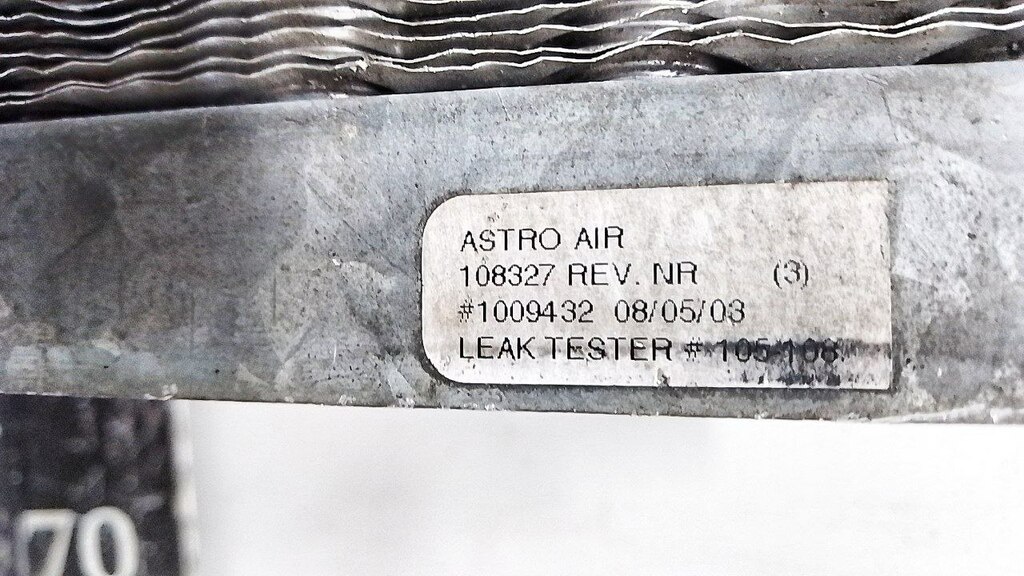 ASTRO AIR
108327 REV. NR (3)
#1009432 08/05/03
LEAK TESTER # 105-108
70